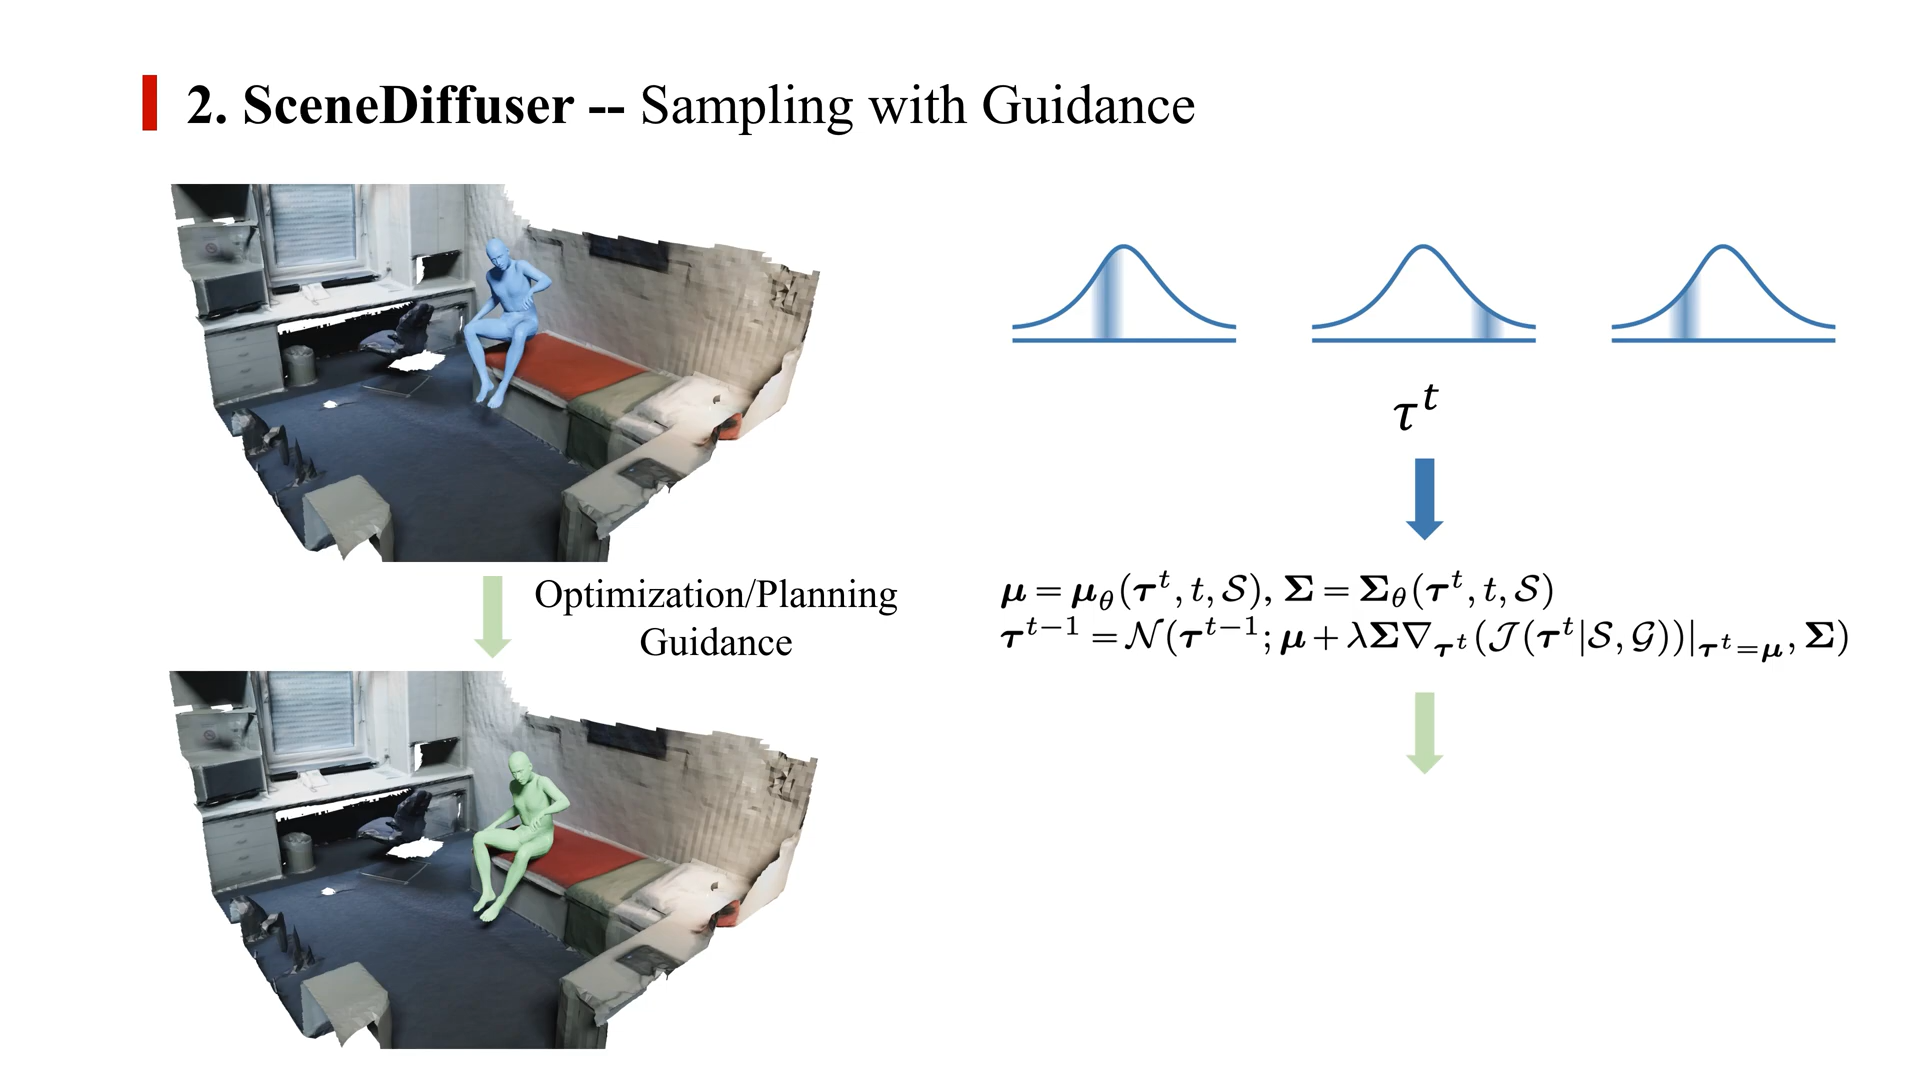 2. SceneDiffuser -- Sampling with Guidance
τ^t
Optimization/Planning
Guidance
μ = μ_θ(τ^t, t, 𝒮), Σ = Σ_θ(τ^t, t, 𝒮)
τ^{t−1} = 𝒩(τ^{t−1}; μ + λΣ∇_{τ^t}(𝒥(τ^t|𝒮, 𝒢))|_{τ^t=μ}, Σ)